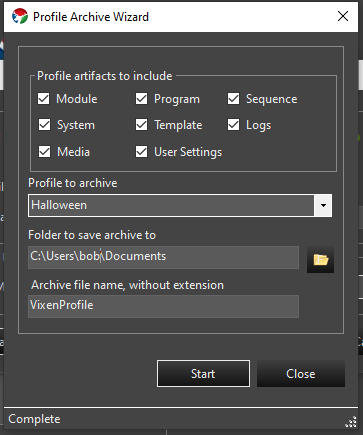 Profile Archive Wizard
Profile artifacts to include
Module Program Sequence
System Template Logs
Media User Settings
Profile to archive
Halloween
Folder to save archive to
C:\Users\bob\Documents
Archive file name, without extension
VixenProfile
Start Close
Complete